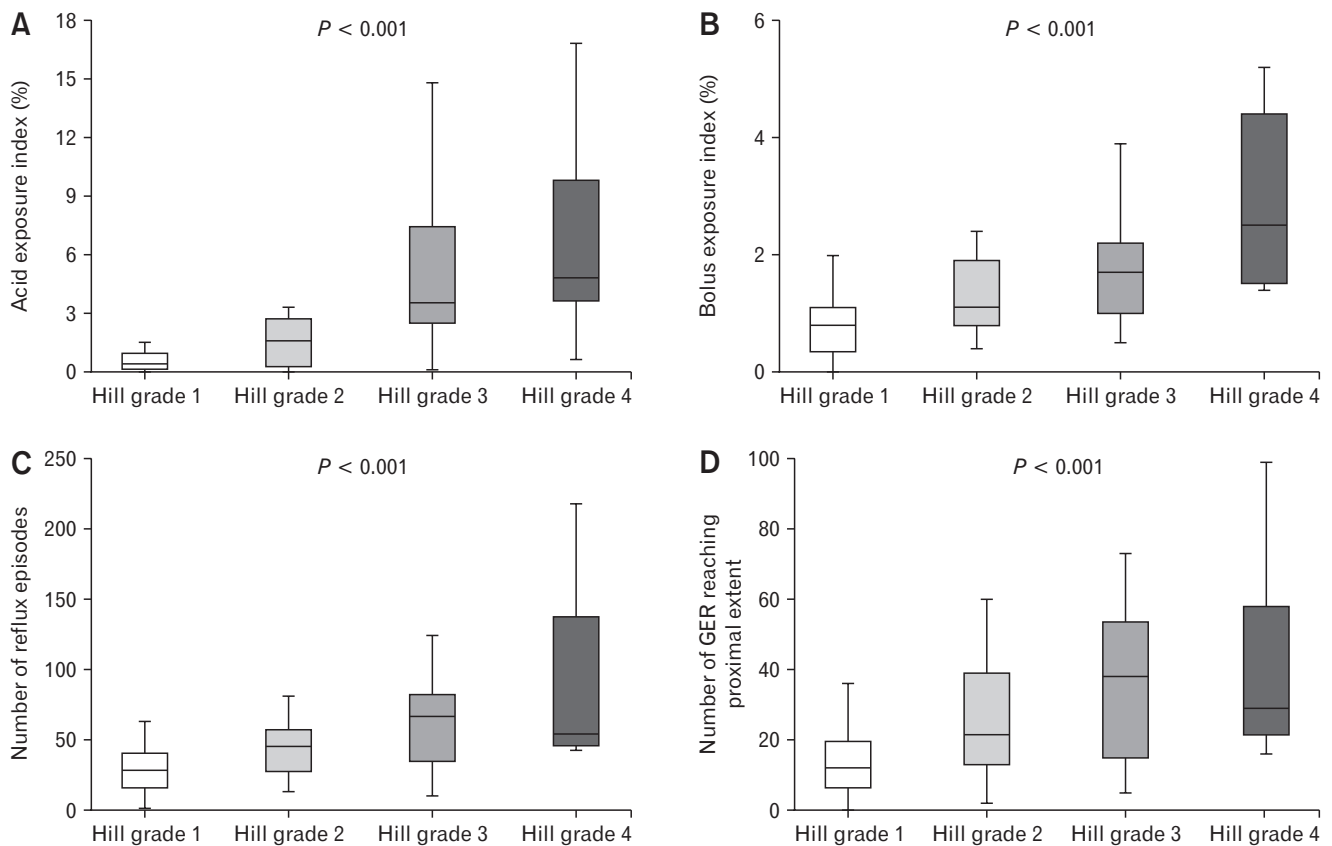 A
P < 0.001
Acid exposure index (%)
18
15
12
9
6
3
0
Hill grade 1
Hill grade 2
Hill grade 3
Hill grade 4
B
P < 0.001
Bolus exposure index (%)
6
4
2
0
Hill grade 1
Hill grade 2
Hill grade 3
Hill grade 4
C
P < 0.001
Number of reflux episodes
250
200
150
100
50
0
Hill grade 1
Hill grade 2
Hill grade 3
Hill grade 4
D
P < 0.001
Number of GER reaching
proximal extent
100
80
60
40
20
0
Hill grade 1
Hill grade 2
Hill grade 3
Hill grade 4